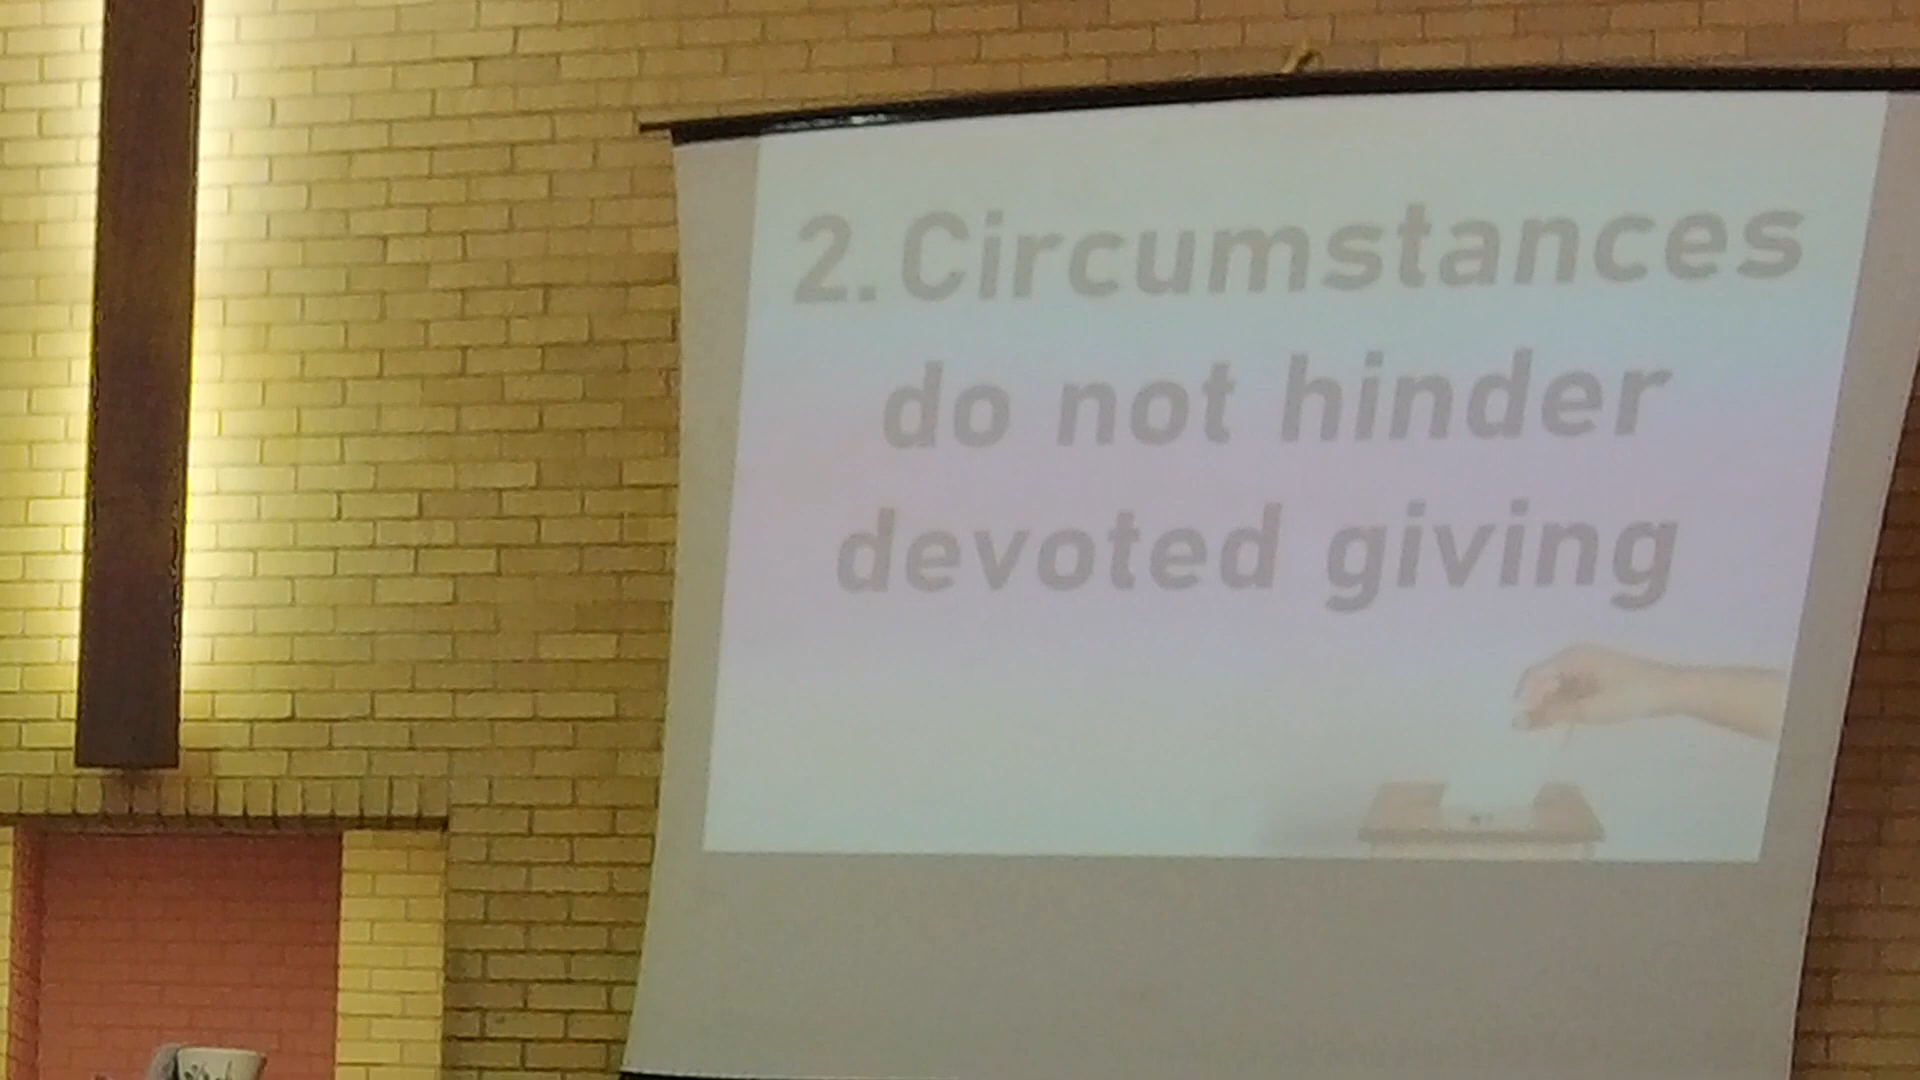 2. Circumstances
do not hinder
devoted giving